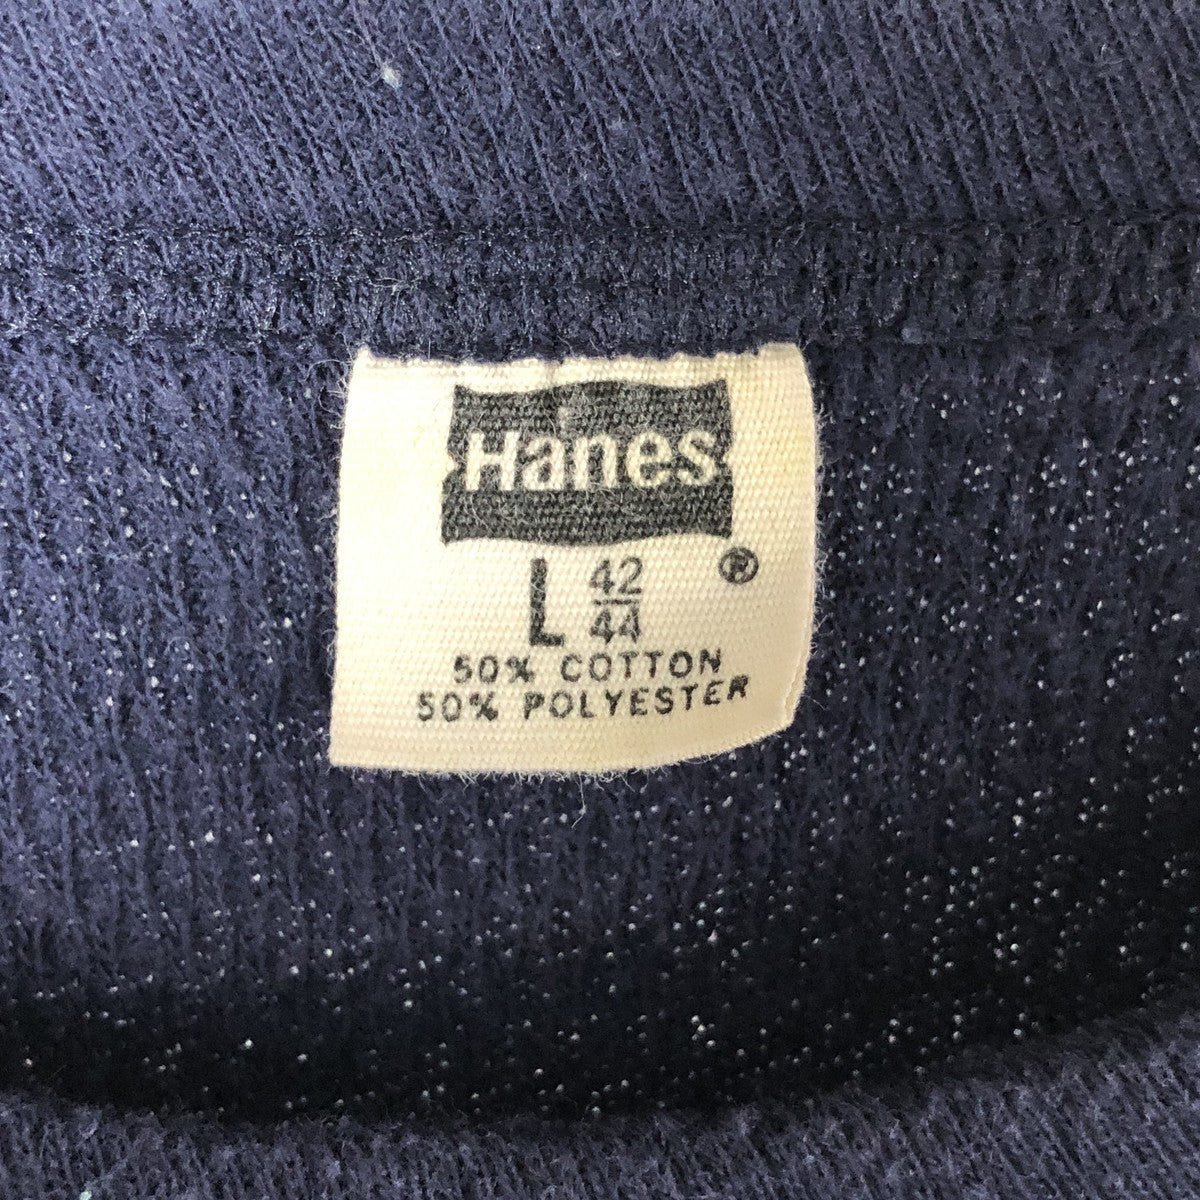 Hanes
L 42/44 ®
50% COTTON
50% POLYESTER